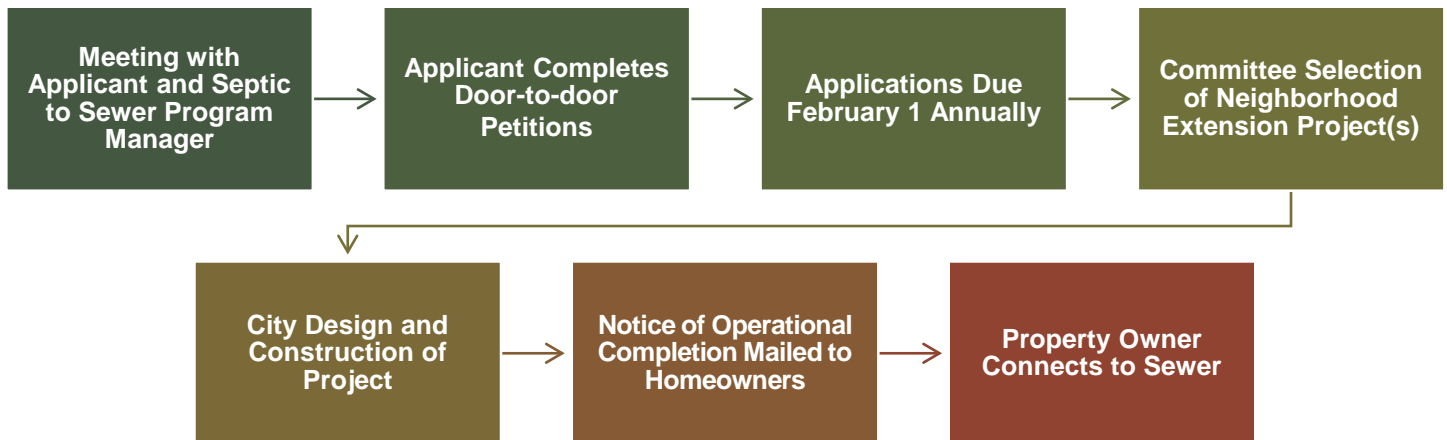 Meeting with
Applicant and Septic
to Sewer Program
Manager
Applicant Completes
Door-to-door
Petitions
Applications Due
February 1 Annually
Committee Selection
of Neighborhood
Extension Project(s)
City Design and
Construction of
Project
Notice of Operational
Completion Mailed to
Homeowners
Property Owner
Connects to Sewer